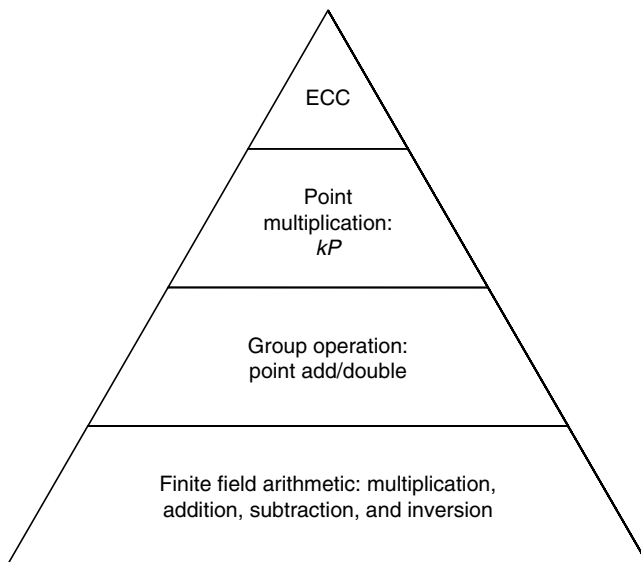 ECC
Point
multiplication:
kP
Group operation:
point add/double
Finite field arithmetic: multiplication,
addition, subtraction, and inversion